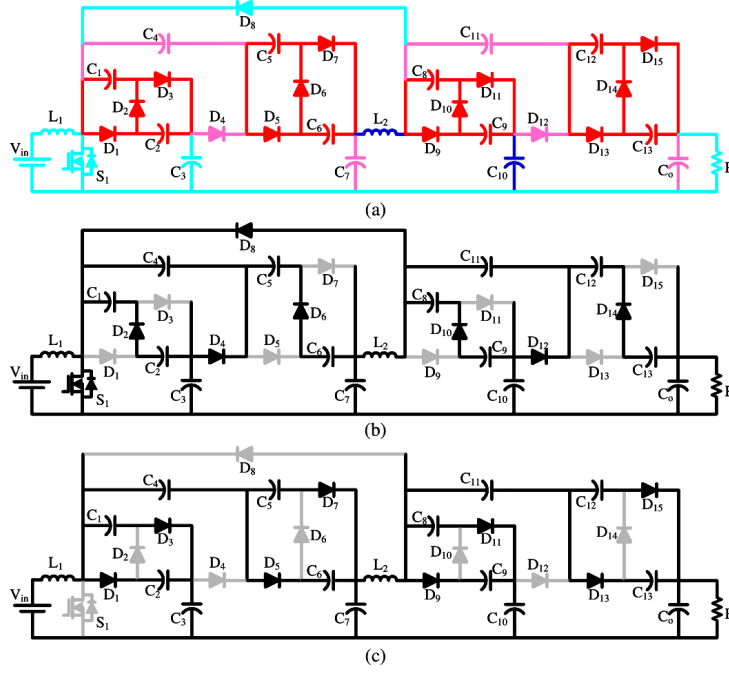 D8
C4 C11
C5 D7 C12 D15
C1 D3 C8 D11
D2 D6 D10 D14
L1 D4 L2 D12
D1 C2 D5 C6 D9 C9 D13 C13
Vin S1 C3 C7 C10 Co
(a)
D8
C4 C11
C5 D7 C12 D15
C1 D3 C8 D11
D2 D6 D10 D14
L1 D4 L2 D12
D1 C2 D5 C6 D9 C9 D13 C13
Vin S1 C3 C7 C10 Co
(b)
D8
C4 C11
C5 D7 C12 D15
C1 D3 C8 D11
D2 D6 D10 D14
L1 D4 L2 D12
D1 C2 D5 C6 D9 C9 D13 C13
Vin S1 C3 C7 C10 Co
(c)